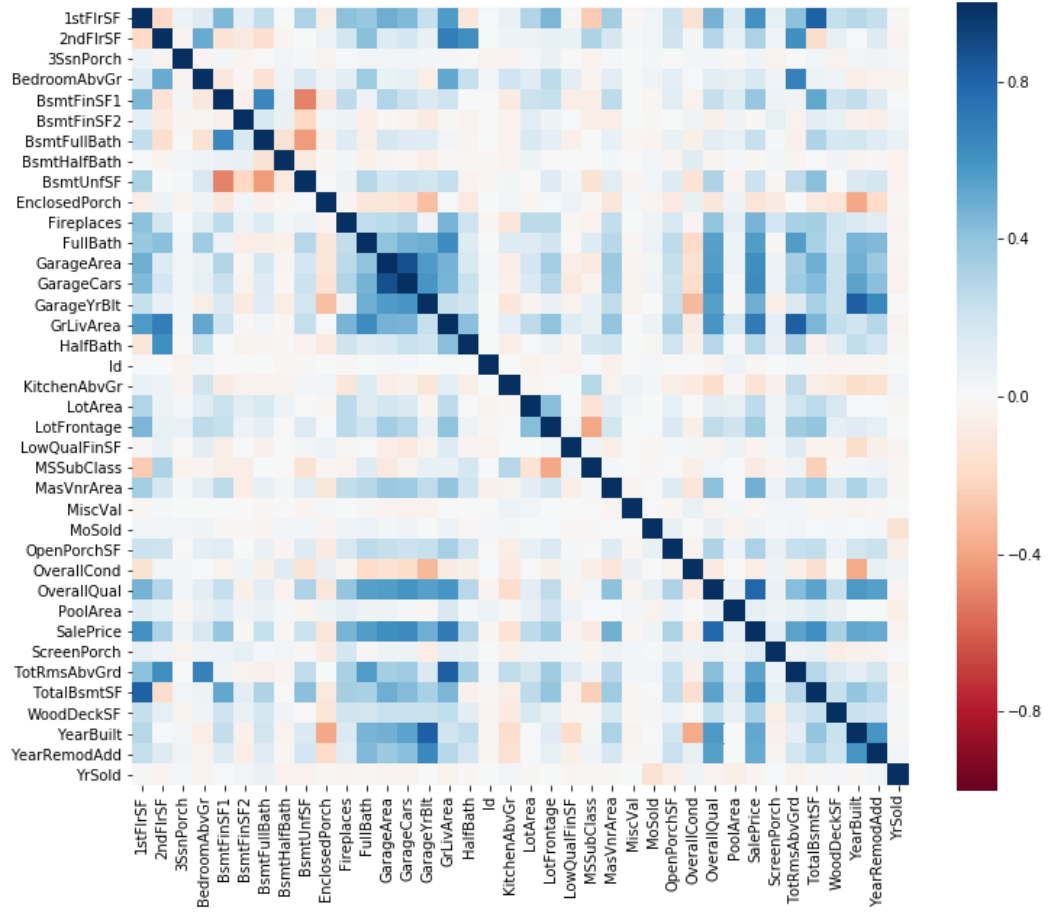 1stFlrSF
2ndFlrSF
3SsnPorch
BedroomAbvGr
BsmtFinSF1
BsmtFinSF2
BsmtFullBath
BsmtHalfBath
BsmtUnfSF
EnclosedPorch
Fireplaces
FullBath
GarageArea
GarageCars
GarageYrBlt
GrLivArea
HalfBath
Id
KitchenAbvGr
LotArea
LotFrontage
LowQualFinSF
MSSubClass
MasVnrArea
MiscVal
MoSold
OpenPorchSF
OverallCond
OverallQual
PoolArea
SalePrice
ScreenPorch
TotRmsAbvGrd
TotalBsmtSF
WoodDeckSF
YearBuilt
YearRemodAdd
YrSold
1stFlrSF
2ndFlrSF
3SsnPorch
BedroomAbvGr
BsmtFinSF1
BsmtFinSF2
BsmtFullBath
BsmtHalfBath
BsmtUnfSF
EnclosedPorch
Fireplaces
FullBath
GarageArea
GarageCars
GarageYrBlt
GrLivArea
HalfBath
Id
KitchenAbvGr
LotArea
LotFrontage
LowQualFinSF
MSSubClass
MasVnrArea
MiscVal
MoSold
OpenPorchSF
OverallCond
OverallQual
PoolArea
SalePrice
ScreenPorch
TotRmsAbvGrd
TotalBsmtSF
WoodDeckSF
YearBuilt
YearRemodAdd
YrSold
0.8
0.4
0.0
−0.4
−0.8